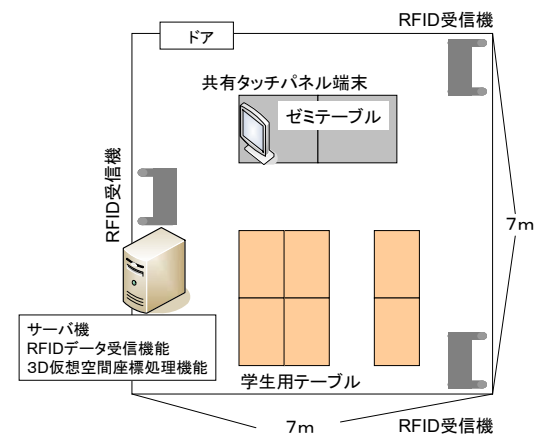 RFID受信機
ドア
共有タッチパネル端末
ゼミテーブル
RFID受信機
7m
サーバ機
RFIDデータ受信機能
3D仮想空間座標処理機能
学生用テーブル
7m
RFID受信機